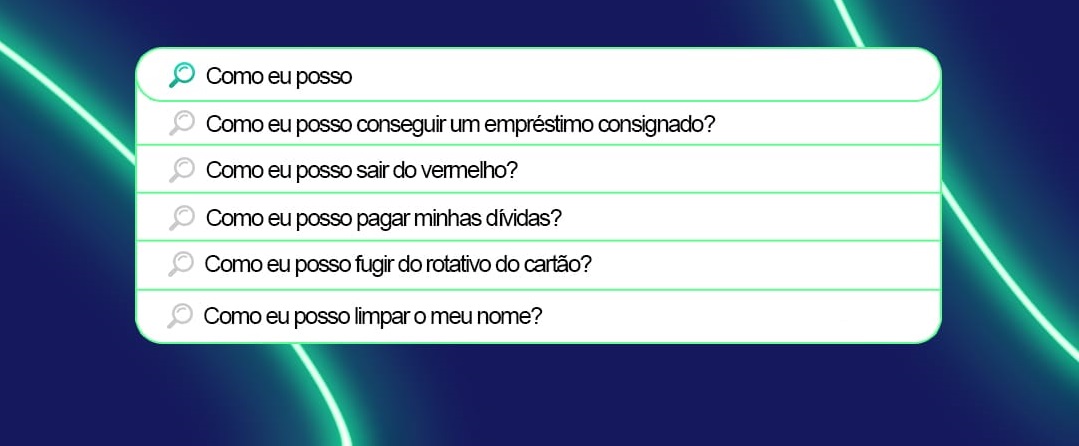 Como eu posso
Como eu posso conseguir um empréstimo consignado?
Como eu posso sair do vermelho?
Como eu posso pagar minhas dívidas?
Como eu posso fugir do rotativo do cartão?
Como eu posso limpar o meu nome?